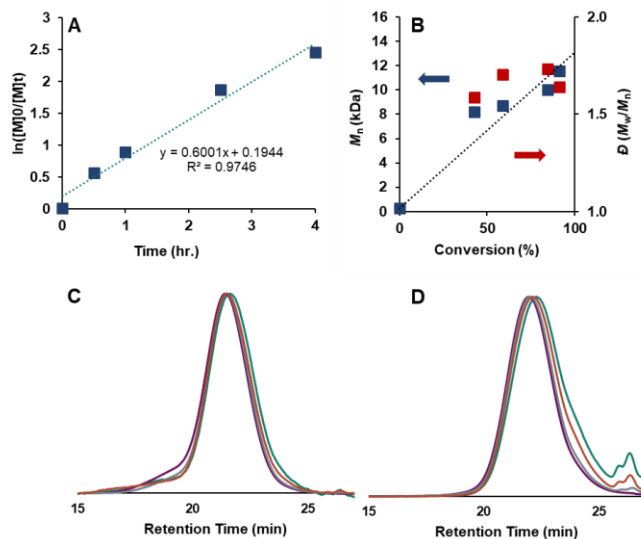 A
3
2.5
2
1.5
1
0.5
0
0
1
2
3
4
ln([M]0/[M]t)
y = 0.6001x + 0.1944
R² = 0.9746
Time (hr.)
B
16
14
12
10
8
6
4
2
0
0
50
100
2.0
1.5
1.0
Mn (kDa)
Đ (Mw/Mn)
Conversion (%)
C
15
20
25
Retention Time (min)
D
15
20
25
Retention Time (min)